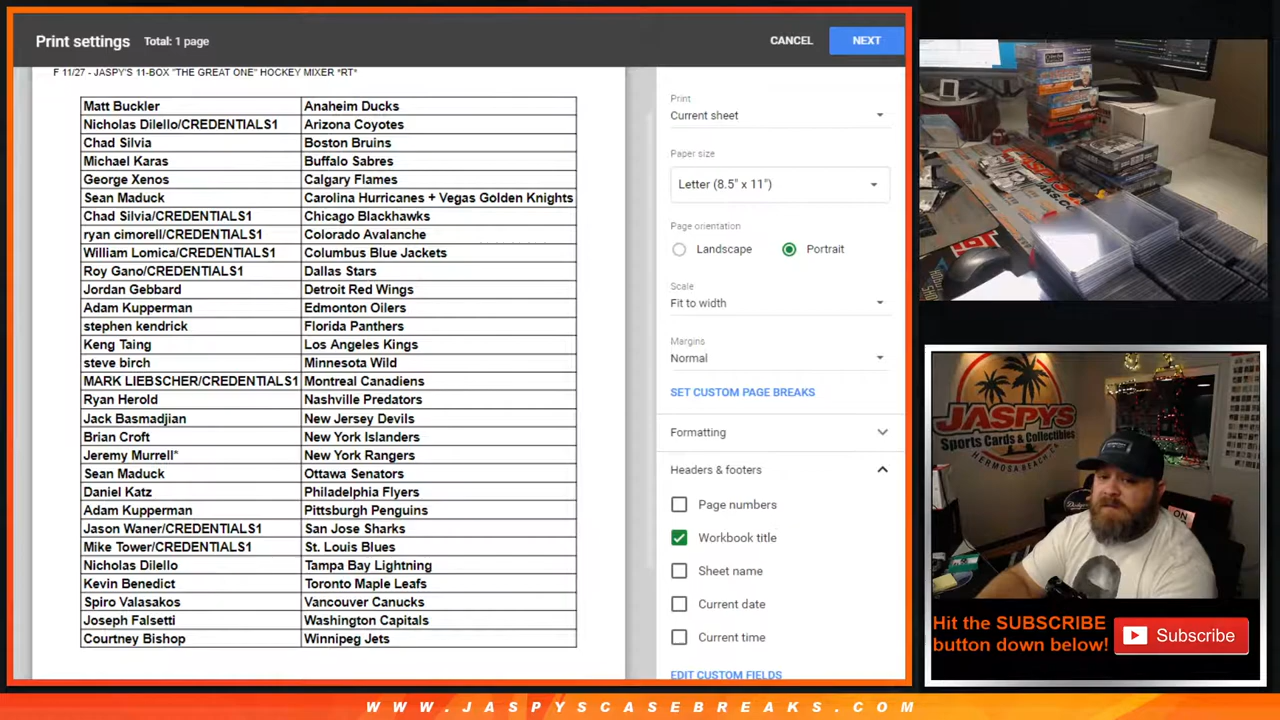 Print settings Total: 1 page CANCEL NEXT
F 11/27 - JASPY'S 11-BOX "THE GREAT ONE" HOCKEY MIXER *RT*
Matt Buckler Anaheim Ducks
Nicholas Dilello/CREDENTIALS1 Arizona Coyotes
Chad Silvia Boston Bruins
Michael Karas Buffalo Sabres
George Xenos Calgary Flames
Sean Maduck Carolina Hurricanes + Vegas Golden Knights
Chad Silvia/CREDENTIALS1 Chicago Blackhawks
ryan cimorell/CREDENTIALS1 Colorado Avalanche
William Lomica/CREDENTIALS1 Columbus Blue Jackets
Roy Gano/CREDENTIALS1 Dallas Stars
Jordan Gebbard Detroit Red Wings
Adam Kupperman Edmonton Oilers
stephen kendrick Florida Panthers
Keng Taing Los Angeles Kings
steve birch Minnesota Wild
MARK LIEBSCHER/CREDENTIALS1 Montreal Canadiens
Ryan Herold Nashville Predators
Jack Basmadjian New Jersey Devils
Brian Croft New York Islanders
Jeremy Murrell* New York Rangers
Sean Maduck Ottawa Senators
Daniel Katz Philadelphia Flyers
Adam Kupperman Pittsburgh Penguins
Jason Waner/CREDENTIALS1 San Jose Sharks
Mike Tower/CREDENTIALS1 St. Louis Blues
Nicholas Dilello Tampa Bay Lightning
Kevin Benedict Toronto Maple Leafs
Spiro Valasakos Vancouver Canucks
Joseph Falsetti Washington Capitals
Courtney Bishop Winnipeg Jets
Print
Current sheet
Paper size
Letter (8.5" x 11")
Page orientation
Landscape Portrait
Scale
Fit to width
Margins
Normal
SET CUSTOM PAGE BREAKS
Formatting
Headers & footers
Page numbers
Workbook title
Sheet name
Current date
Current time
EDIT CUSTOM FIELDS
JASPYS
Sports Cards & Collectibles
HERMOSA BEACH, CA
Dodgers
ON
Hit the SUBSCRIBE
button down below!
Subscribe
WWW.JASPYSCASEBREAKS.COM